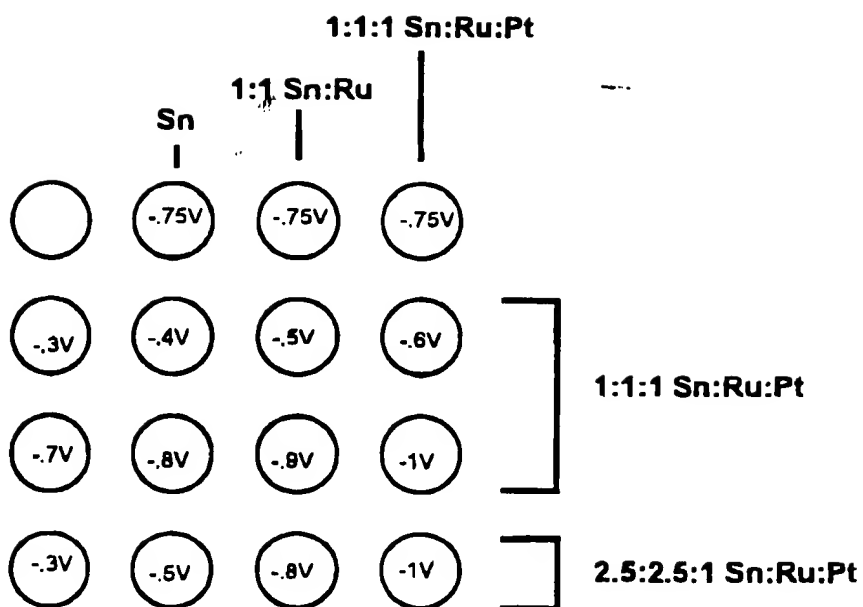 1:1:1 Sn:Ru:Pt
1:1 Sn:Ru
Sn
-.75V -.75V -.75V
-.3V -.4V -.5V -.6V
1:1:1 Sn:Ru:Pt
-.7V -.8V -.9V -1V
-.3V -.5V -.8V -1V
2.5:2.5:1 Sn:Ru:Pt